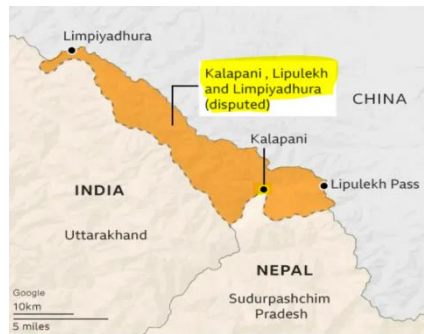 Limpiyadhura
Kalapani , Lipulekh
and Limpiyadhura
(disputed)
CHINA
Kalapani
INDIA
Lipulekh Pass
Uttarakhand
NEPAL
Google
10km
5 miles
Sudurpashchim
Pradesh